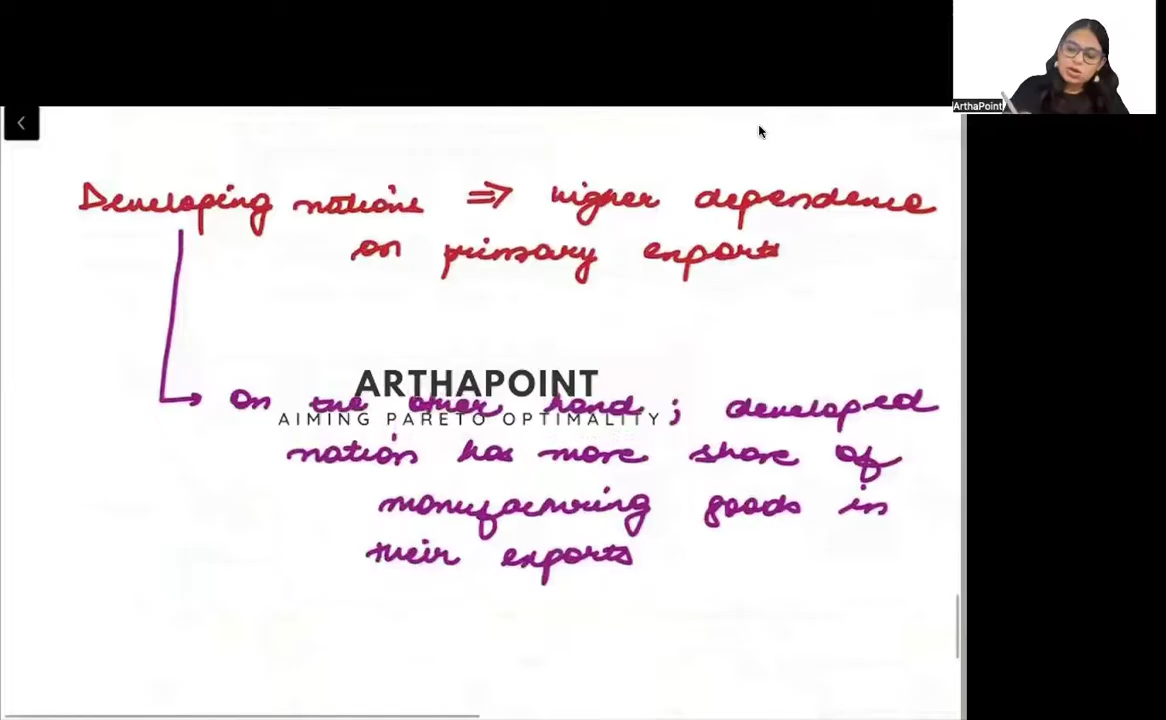 ArthaPoint
Developing nations ⇒ higher dependence
on primary exports
ARTHAPOINT
AIMING PARETO OPTIMALITY
On the other hand ; developed
nation has more share of
manufacturing goods in
their exports